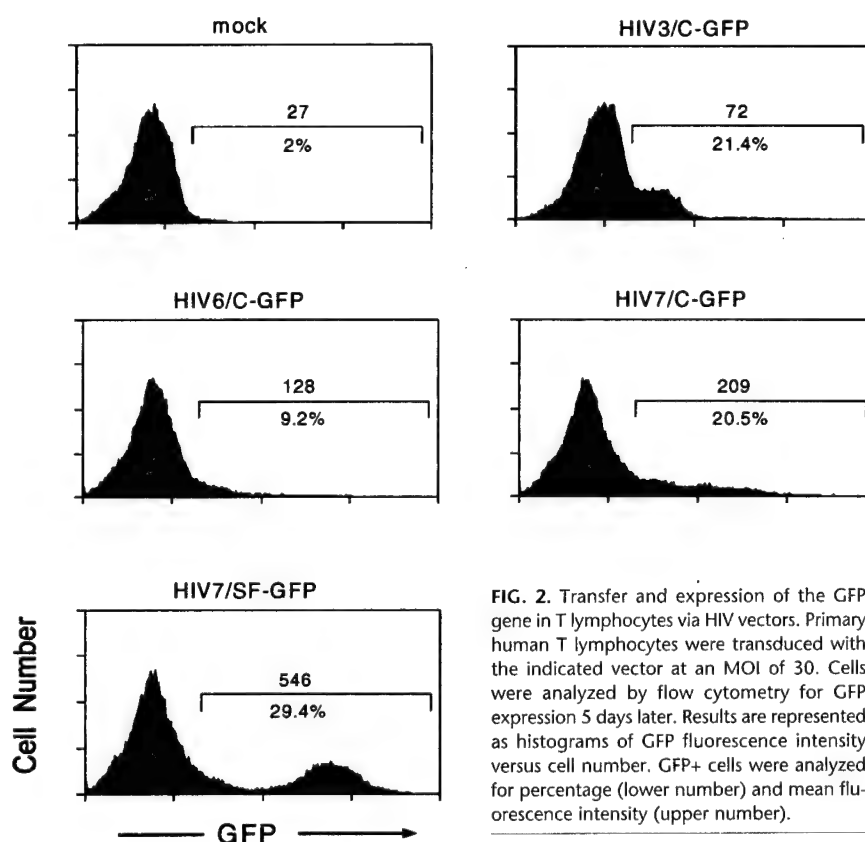 mock
27
2%
HIV3/C-GFP
72
21.4%
HIV6/C-GFP
128
9.2%
HIV7/C-GFP
209
20.5%
HIV7/SF-GFP
546
29.4%
Cell Number
GFP
FIG. 2. Transfer and expression of the GFP
gene in T lymphocytes via HIV vectors. Primary
human T lymphocytes were transduced with
the indicated vector at an MOI of 30. Cells
were analyzed by flow cytometry for GFP
expression 5 days later. Results are represented
as histograms of GFP fluorescence intensity
versus cell number. GFP+ cells were analyzed
for percentage (lower number) and mean flu-
orescence intensity (upper number).